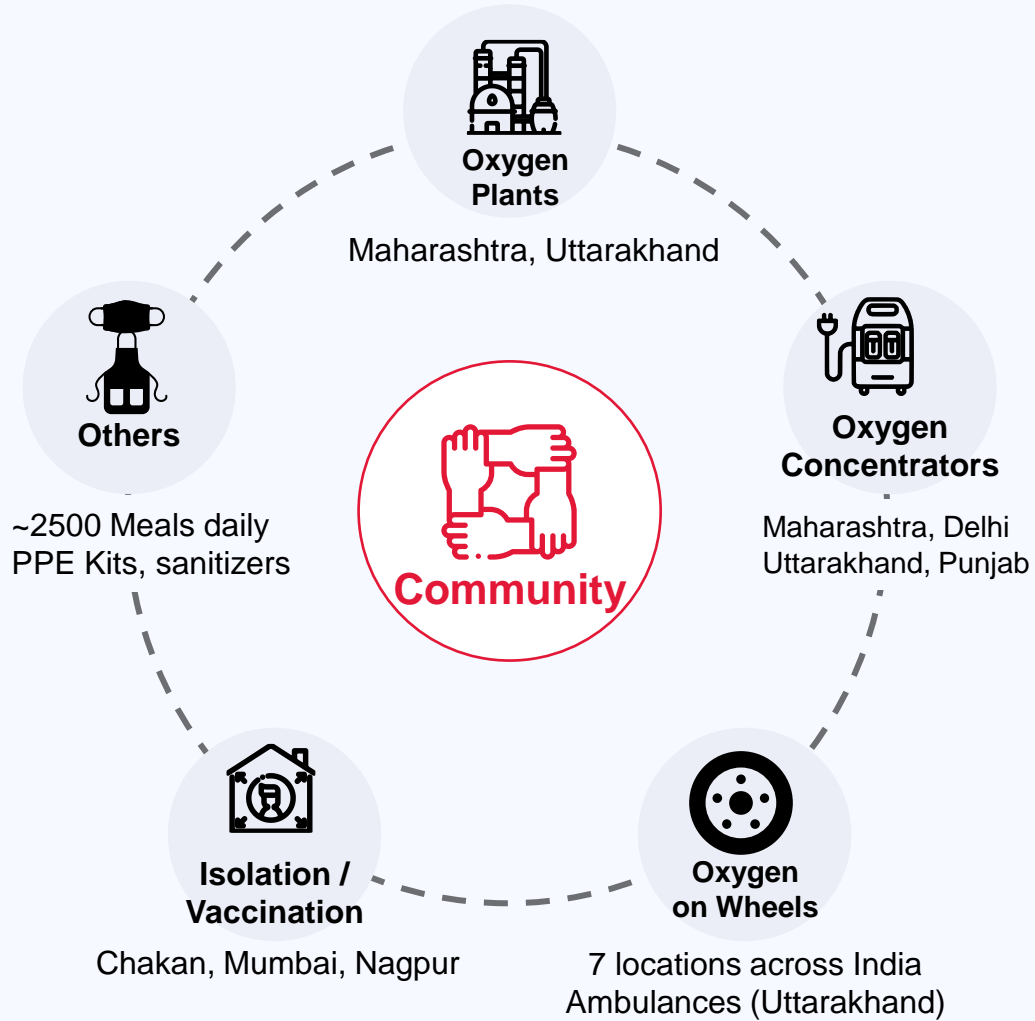 Oxygen
Plants
Maharashtra, Uttarakhand
Oxygen
Concentrators
Maharashtra, Delhi
Uttarakhand, Punjab
Oxygen
on Wheels
7 locations across India
Ambulances (Uttarakhand)
Isolation /
Vaccination
Chakan, Mumbai, Nagpur
Others
~2500 Meals daily
PPE Kits, sanitizers
Community